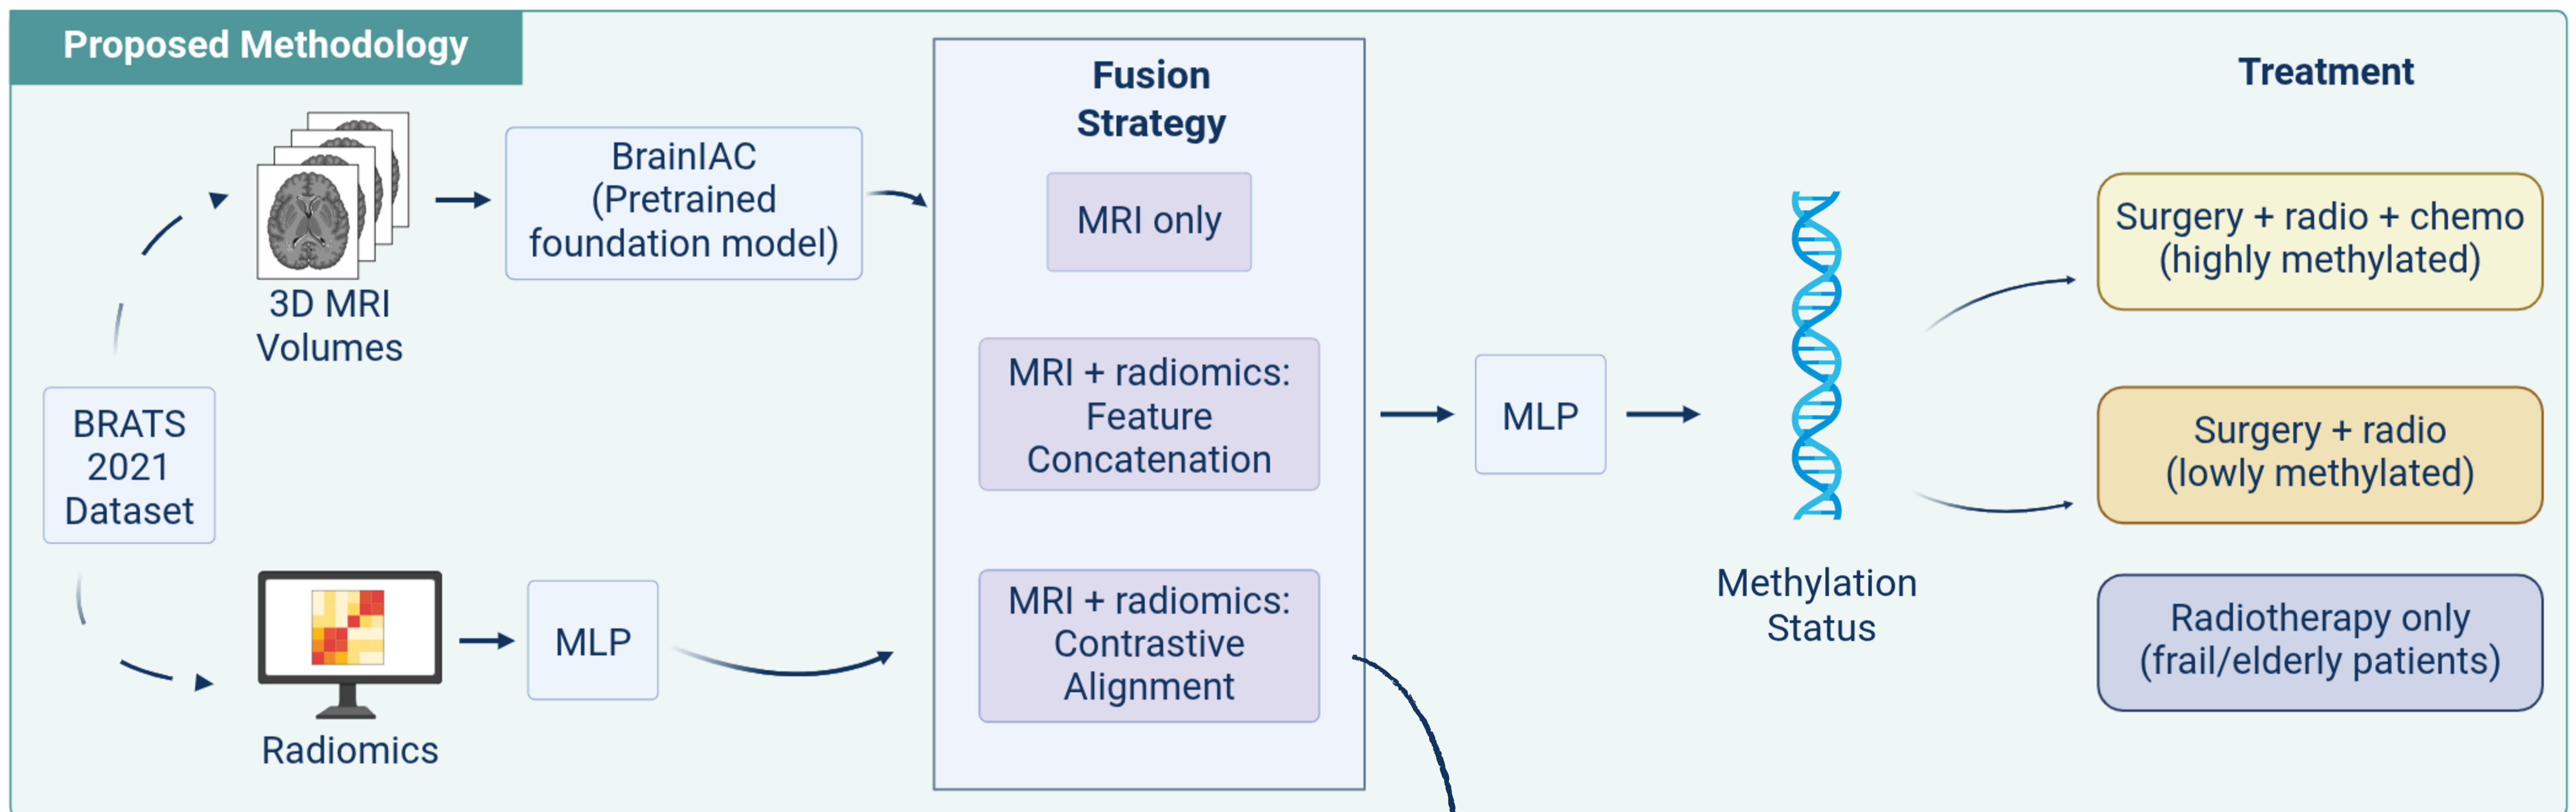 Proposed Methodology
3D MRI
Volumes
BrainIAC
(Pretrained
foundation model)
BRATS
2021
Dataset
Radiomics
MLP
Fusion
Strategy
MRI only
MRI + radiomics:
Feature
Concatenation
MRI + radiomics:
Contrastive
Alignment
MLP
Methylation
Status
Treatment
Surgery + radio + chemo
(highly methylated)
Surgery + radio
(lowly methylated)
Radiotherapy only
(frail/elderly patients)